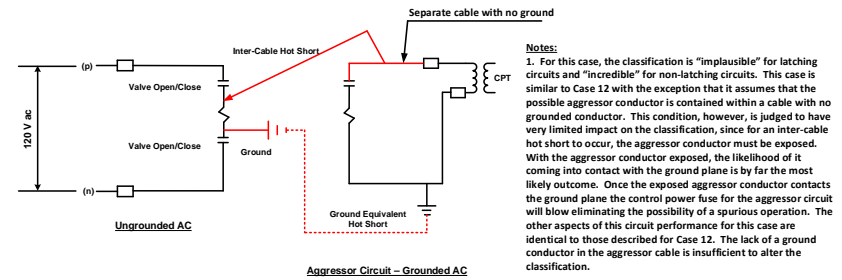 Separate cable with no ground
Inter-Cable Hot Short
(p)
CPT
Valve Open/Close
120 V ac
Valve Open/Close
Ground
(n)
Ground Equivalent
Hot Short
Ungrounded AC
Aggressor Circuit – Grounded AC
Notes:
1. For this case, the classification is “implausible” for latching
circuits and “incredible” for non-latching circuits. This case is
similar to Case 12 with the exception that it assumes that the
possible aggressor conductor is contained within a cable with no
grounded conductor. This condition, however, is judged to have
very limited impact on the classification, since for an inter-cable
hot short to occur, the aggressor conductor must be exposed.
With the aggressor conductor exposed, the likelihood of it
coming into contact with the ground plane is by far the most
likely outcome. Once the exposed aggressor conductor contacts
the ground plane the control power fuse for the aggressor circuit
will blow eliminating the possibility of a spurious operation. The
other aspects of this circuit performance for this case are
identical to those described for Case 12. The lack of a ground
conductor in the aggressor cable is insufficient to alter the
classification.